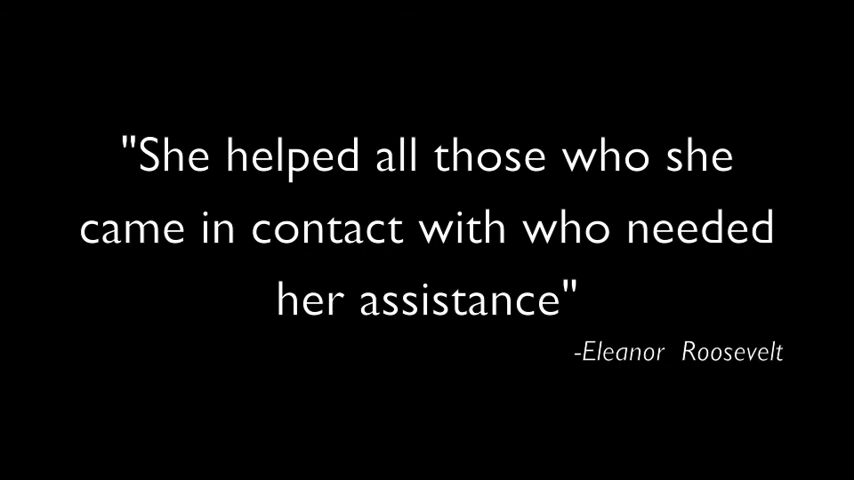 "She helped all those who she
came in contact with who needed
her assistance"
-Eleanor Roosevelt